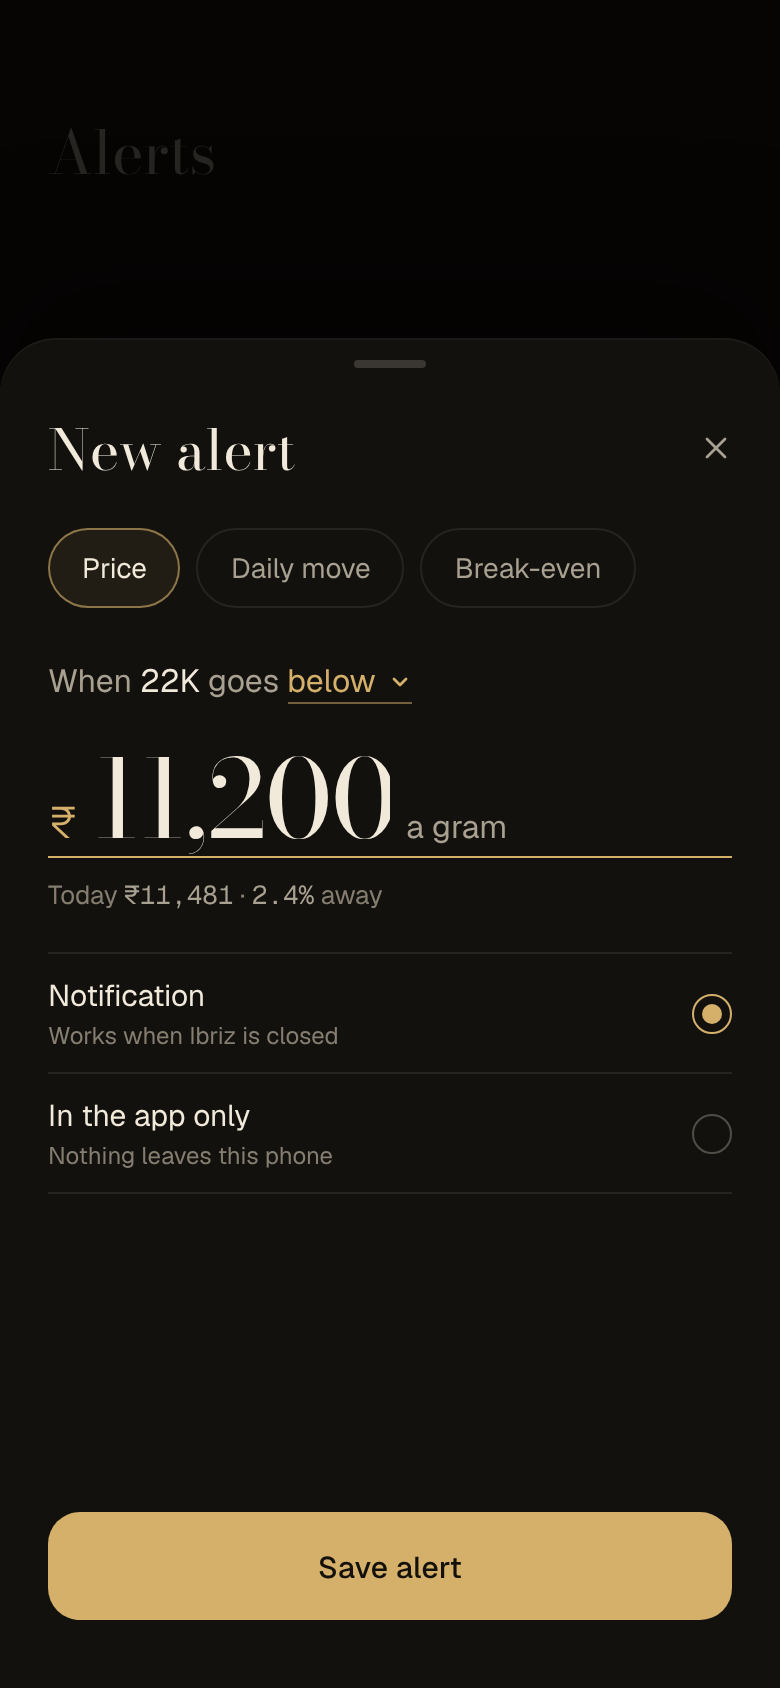 Alerts
New alert
Price
Daily move
Break-even
When 22K goes below
₹ 11,200 a gram
Today ₹11,481 · 2.4% away
Notification
Works when Ibriz is closed
In the app only
Nothing leaves this phone
Save alert